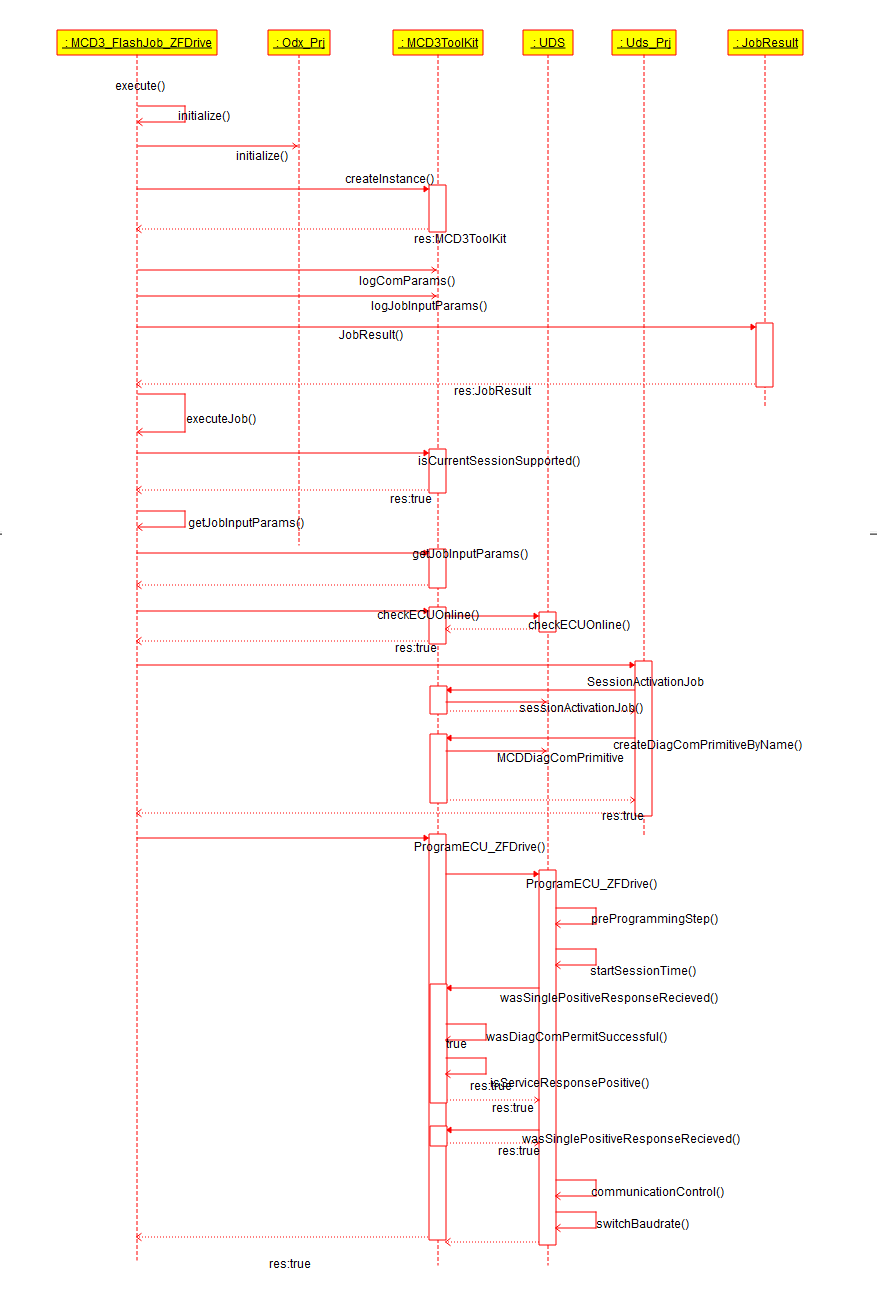 : MCD3_FlashJob_ZFDrive
: Odx_Prj
: MCD3ToolKit
: UDS
: Uds_Prj
: JobResult
execute()
initialize()
initialize()
createInstance()
res:MCD3ToolKit
logComParams()
logJobInputParams()
JobResult()
res:JobResult
executeJob()
isCurrentSessionSupported()
res:true
getJobInputParams()
getJobInputParams()
checkECUOnline()
checkECUOnline()
res:true
SessionActivationJob
sessionActivationJob()
createDiagComPrimitiveByName()
MCDDiagComPrimitive
res:true
ProgramECU_ZFDrive()
ProgramECU_ZFDrive()
preProgrammingStep()
startSessionTime()
wasSinglePositiveResponseRecieved()
wasDiagComPermitSuccessful()
true
isServiceResponsePositive()
res:true
res:true
wasSinglePositiveResponseRecieved()
res:true
communicationControl()
switchBaudrate()
res:true